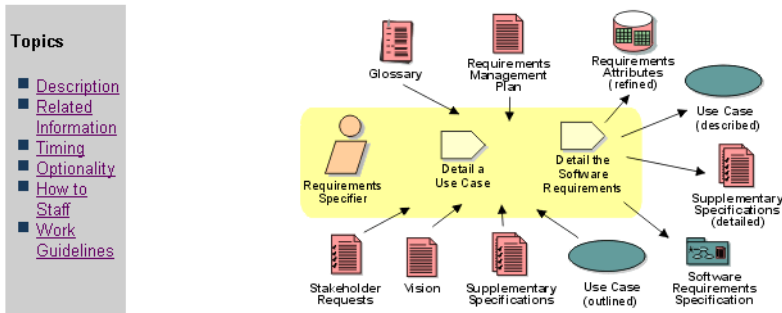 Topics
Description
Related
Information
Timing
Optionality
How to
Staff
Work
Guidelines
Glossary
Requirements
Management
Plan
Requirements
Attributes
(refined)
Use Case
(described)
Requirements
Specifier
Detail a
Use Case
Detail the
Software
Requirements
Supplementary
Specifications
(detailed)
Stakeholder
Requests
Vision
Supplementary
Specifications
Use Case
(outlined)
Software
Requirements
Specification